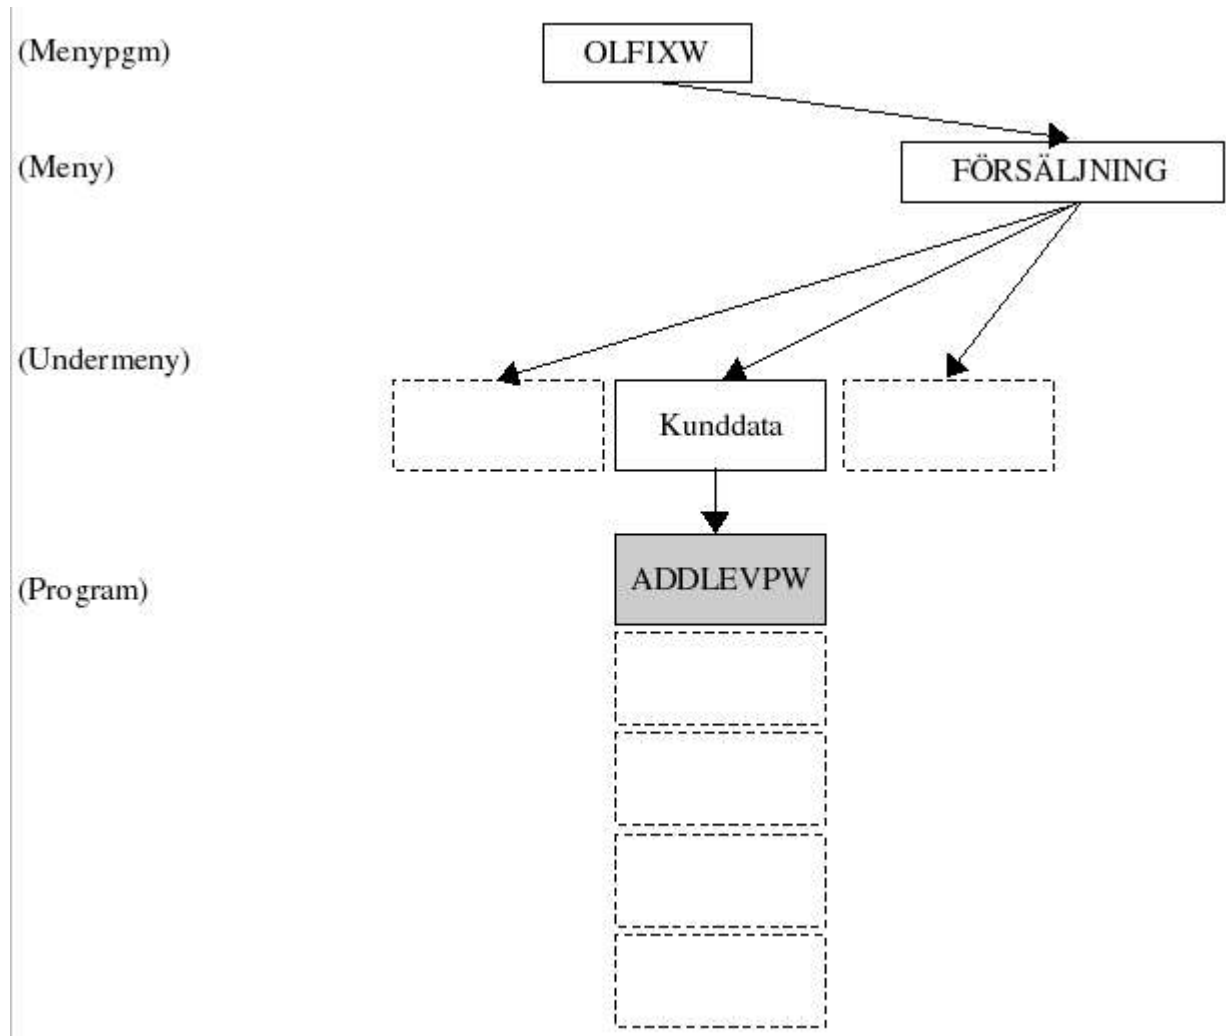 (Menypgm)
OLFIXW
(Meny)
FÖRSÄLJNING
(Undermeny)
Kunddata
ADDLEVPW
(Program)